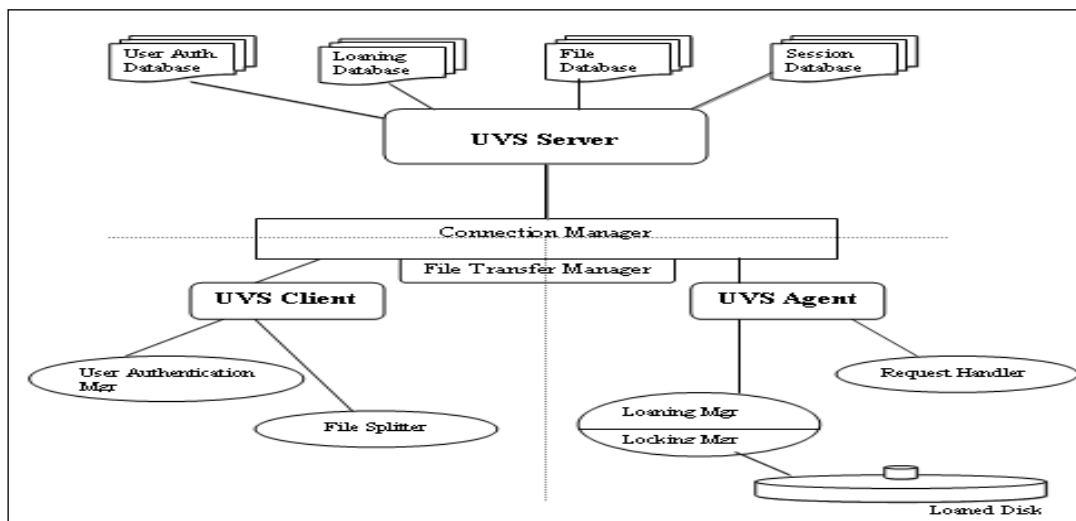 User Auth.
Database
Loaning
Database
File
Database
Session
Database
UVS Server
Connection Manager
File Transfer Manager
UVS Client
UVS Agent
User Authentication
Mgr
Request Handler
File Splitter
Loaning Mgr
Locking Mgr
Loaned Disk